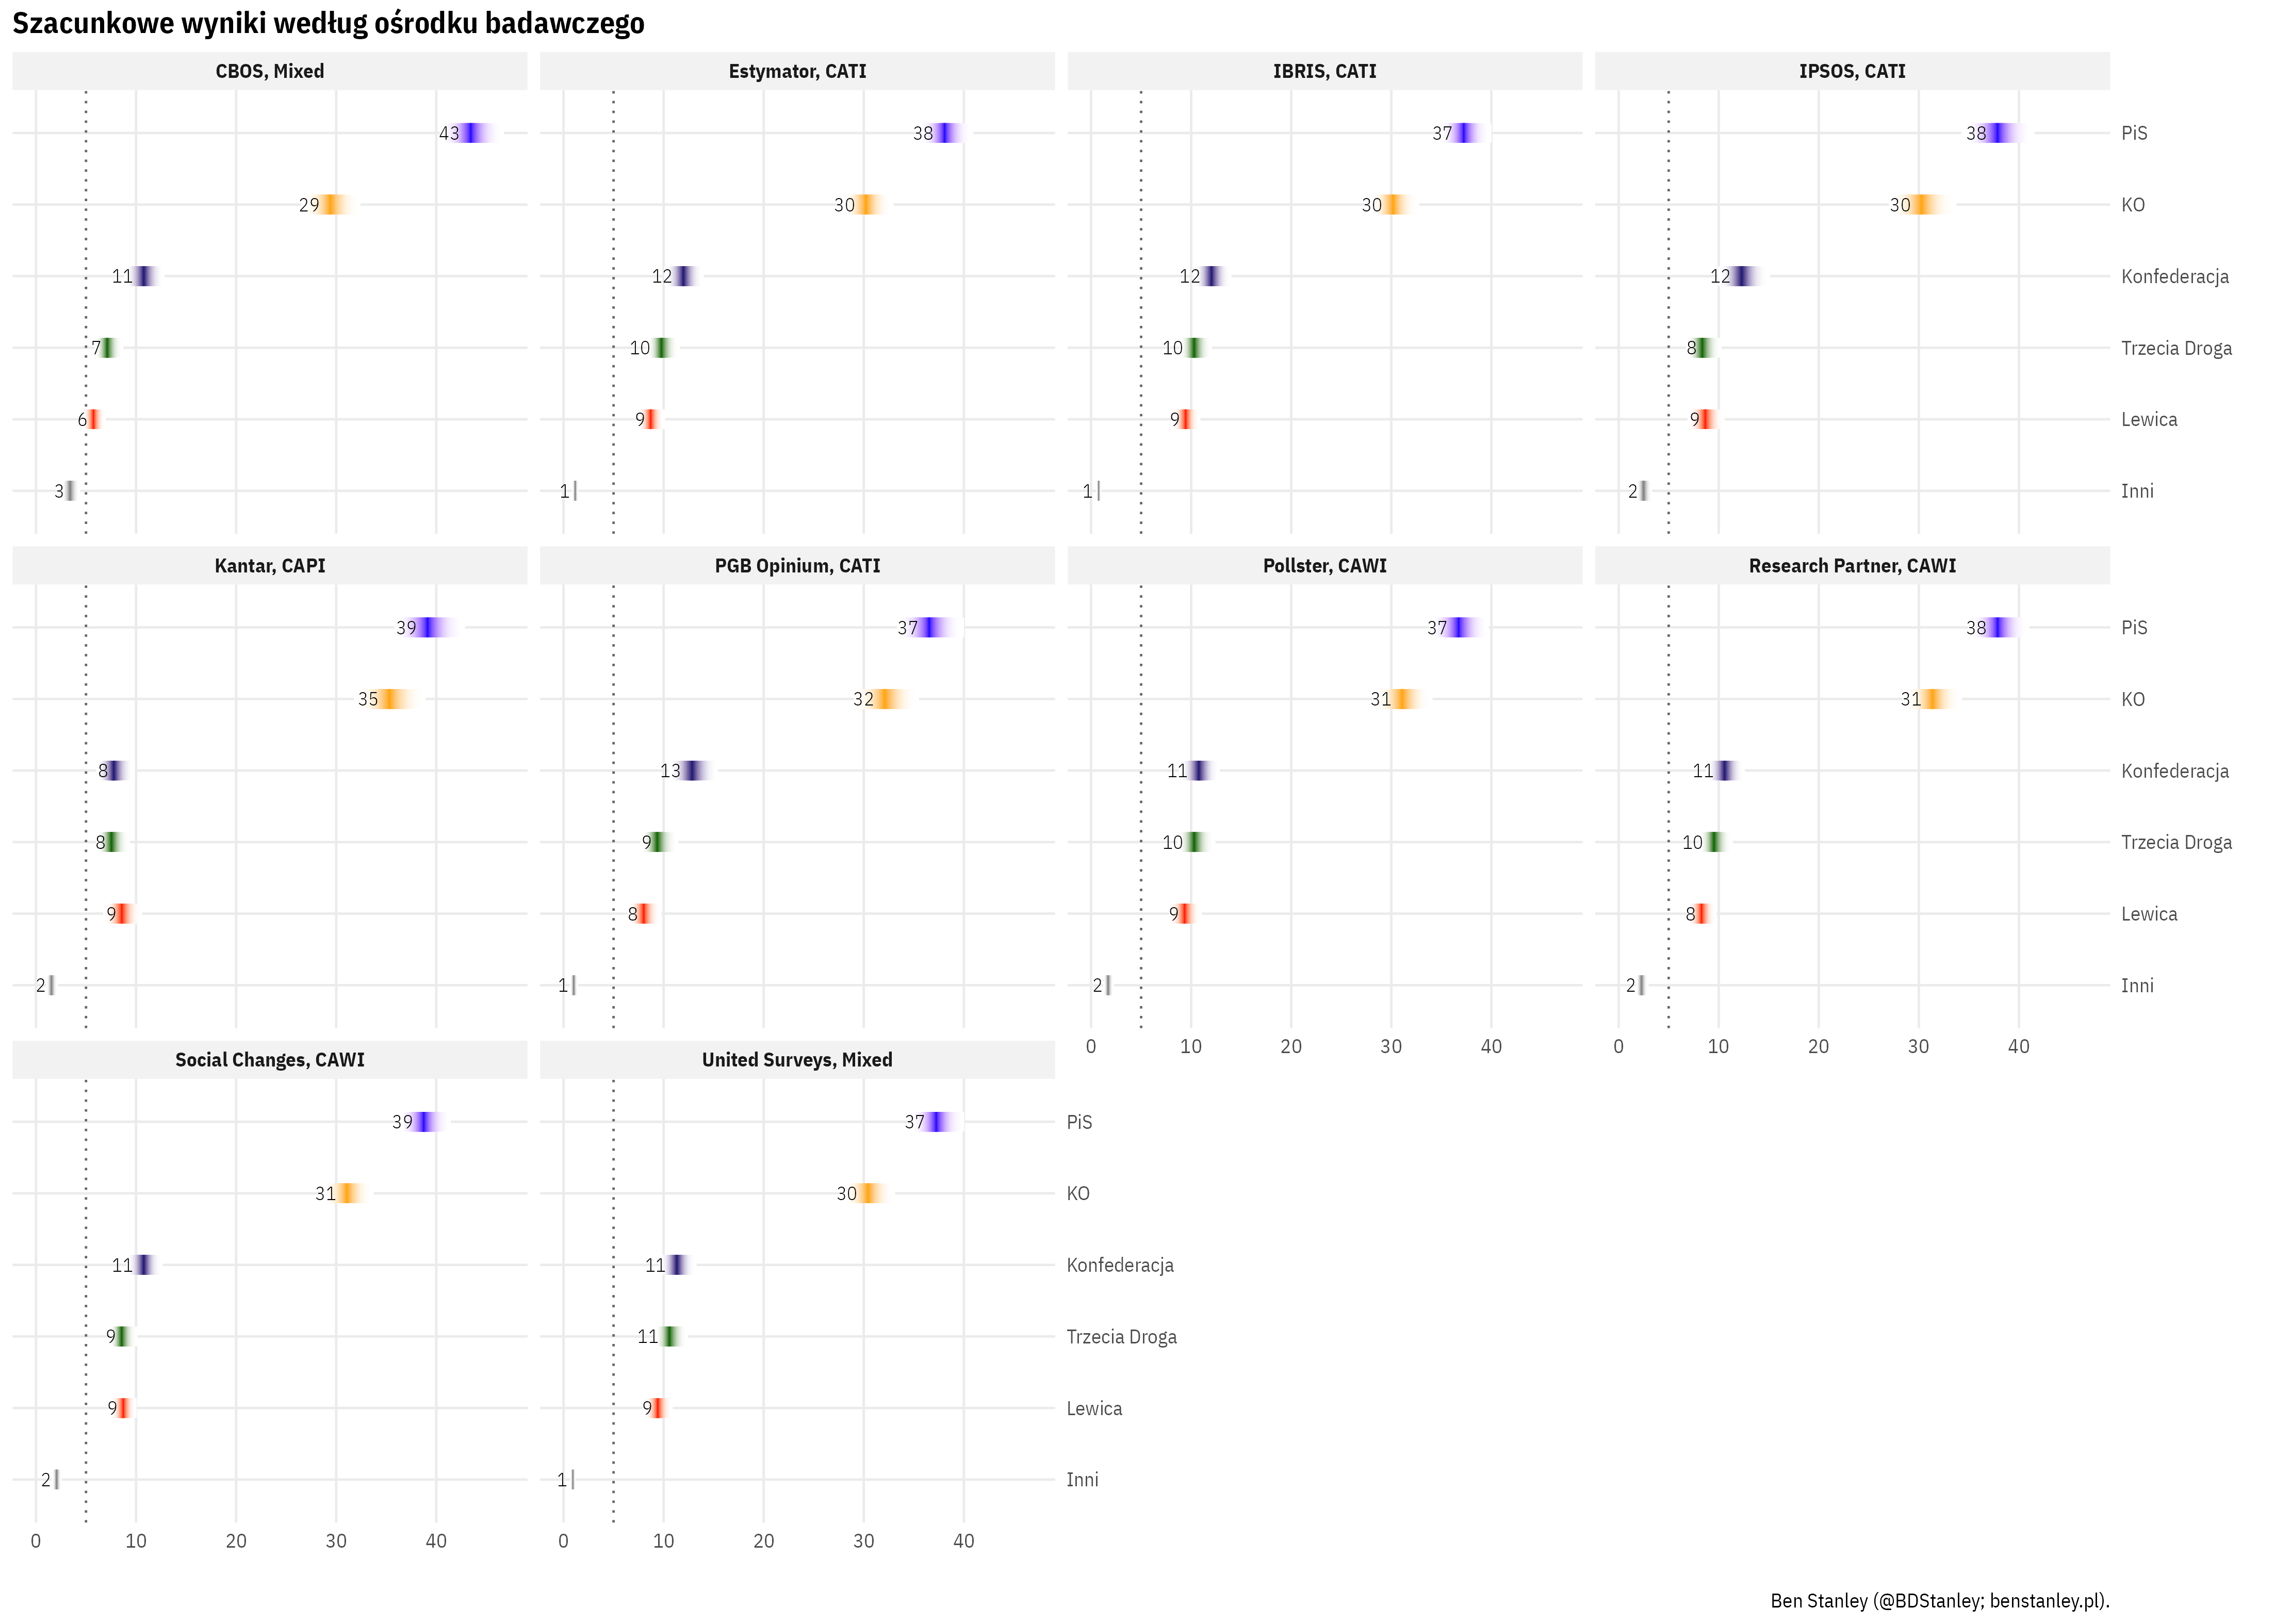 Szacunkowe wyniki według ośrodku badawczego
CBOS, Mixed
Estymator, CATI
IBRIS, CATI
IPSOS, CATI
43
38
37
38
PiS
29
30
30
30
KO
11
12
12
12
Konfederacja
7
10
10
8
Trzecia Droga
6
9
9
9
Lewica
3
1
1
2
Inni
Kantar, CAPI
PGB Opinium, CATI
Pollster, CAWI
Research Partner, CAWI
39
37
37
38
PiS
35
32
31
31
KO
8
13
11
11
Konfederacja
8
9
10
10
Trzecia Droga
9
8
9
8
Lewica
2
1
2
2
Inni
0 10 20 30 40
0 10 20 30 40
Social Changes, CAWI
United Surveys, Mixed
39
37
PiS
31
30
KO
11
11
Konfederacja
9
11
Trzecia Droga
9
9
Lewica
2
1
Inni
0 10 20 30 40
0 10 20 30 40
Ben Stanley (@BDStanley; benstanley.pl).